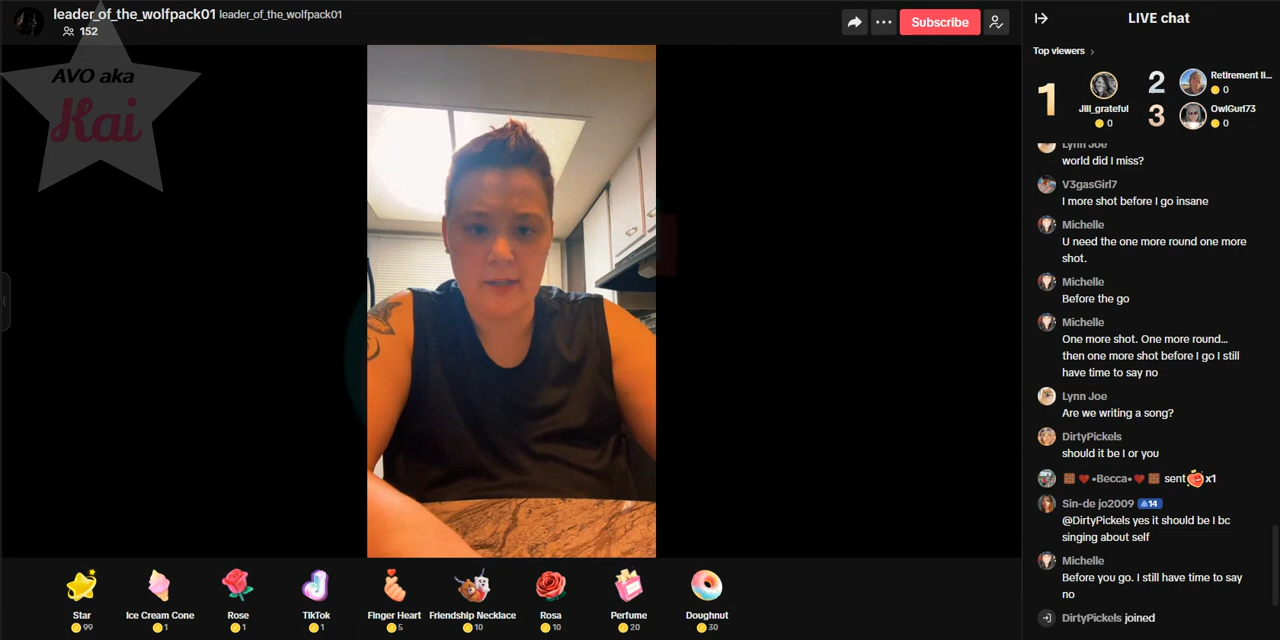 leader_of_the_wolfpack01 leader_of_the_wolfpack01
152
AVO aka
Kai
Subscribe
LIVE chat
Top viewers
1
Jill_grateful
0
2
Retirement li...
0
3
OwlGurl73
0
Lynn Joe
world did I miss?
V3gasGirl7
I more shot before I go insane
Michelle
U need the one more round one more
shot.
Michelle
Before the go
Michelle
One more shot. One more round...
then one more shot before I go I still
have time to say no
Lynn Joe
Are we writing a song?
DirtyPickels
should it be I or you
•Becca• sent x1
Sin-de jo2009 14
@DirtyPickels yes it should be I bc
singing about self
Michelle
Before you go. I still have time to say
no
DirtyPickels joined
Star
99
Ice Cream Cone
1
Rose
1
TikTok
1
Finger Heart
5
Friendship Necklace
10
Rosa
10
Perfume
20
Doughnut
30